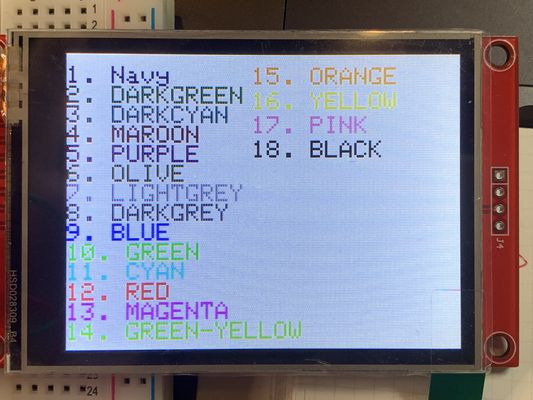 1. Navy
2. DARKGREEN
3. DARKCYAN
4. MAROON
5. PURPLE
6. OLIVE
7. LIGHTGREY
8. DARKGREY
9. BLUE
10. GREEN
11. CYAN
12. RED
13. MAGENTA
14. GREEN-YELLOW
15. ORANGE
16. YELLOW
17. PINK
18. BLACK
J4
24